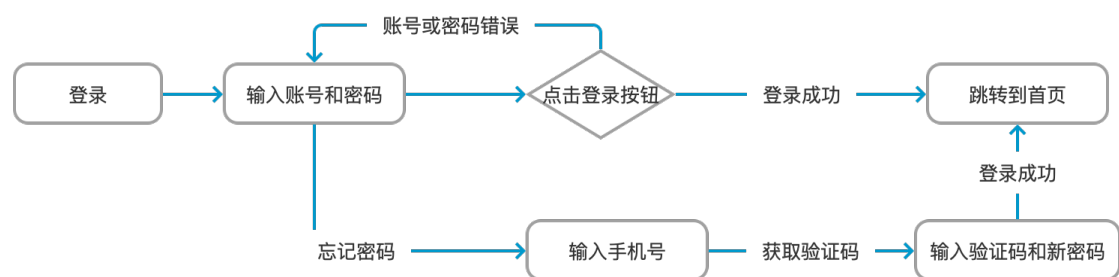 账号或密码错误
登录
输入账号和密码
点击登录按钮
登录成功
跳转到首页
登录成功
忘记密码
输入手机号
获取验证码
输入验证码和新密码